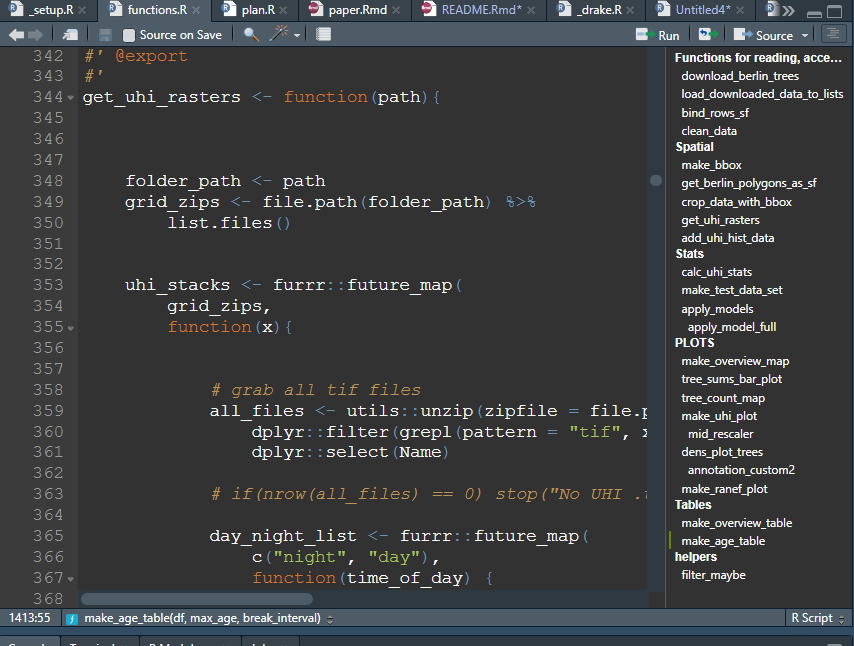 _setup.R × functions.R × plan.R × paper.Rmd × README.Rmd* × _drake.R × Untitled4* ×
Source on Save Run Source
342 #' @export
343 #'
344 get_uhi_rasters <- function(path){
345
346
347
348 folder_path <- path
349 grid_zips <- file.path(folder_path) %>%
350 list.files()
351
352
353 uhi_stacks <- furrr::future_map(
354 grid_zips,
355 function(x){
356
357
358 # grab all tif files
359 all_files <- utils::unzip(zipfile = file.p
360 dplyr::filter(grepl(pattern = "tif", x
361 dplyr::select(Name)
362
363 # if(nrow(all_files) == 0) stop("No UHI .
364
365 day_night_list <- furrr::future_map(
366 c("night", "day"),
367 function(time_of_day) {
368
Functions for reading, acce...
download_berlin_trees
load_downloaded_data_to_lists
bind_rows_sf
clean_data
Spatial
make_bbox
get_berlin_polygons_as_sf
crop_data_with_bbox
get_uhi_rasters
add_uhi_hist_data
Stats
calc_uhi_stats
make_test_data_set
apply_models
apply_model_full
PLOTS
make_overview_map
tree_sums_bar_plot
tree_count_map
make_uhi_plot
mid_rescaler
dens_plot_trees
annotation_custom2
make_ranef_plot
Tables
make_overview_table
make_age_table
helpers
filter_maybe
1413:55 make_age_table(df, max_age, break_interval) R Script